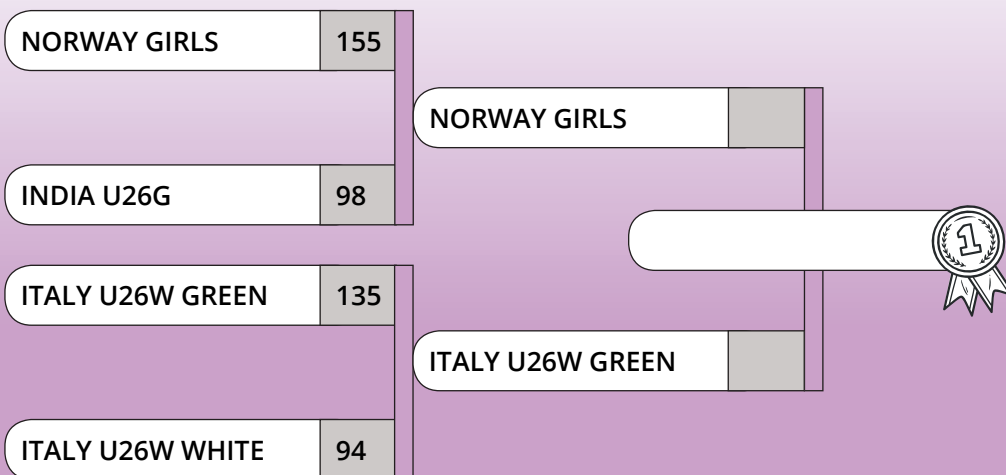 NORWAY GIRLS 155
INDIA U26G 98
ITALY U26W GREEN 135
ITALY U26W WHITE 94
NORWAY GIRLS
ITALY U26W GREEN
1